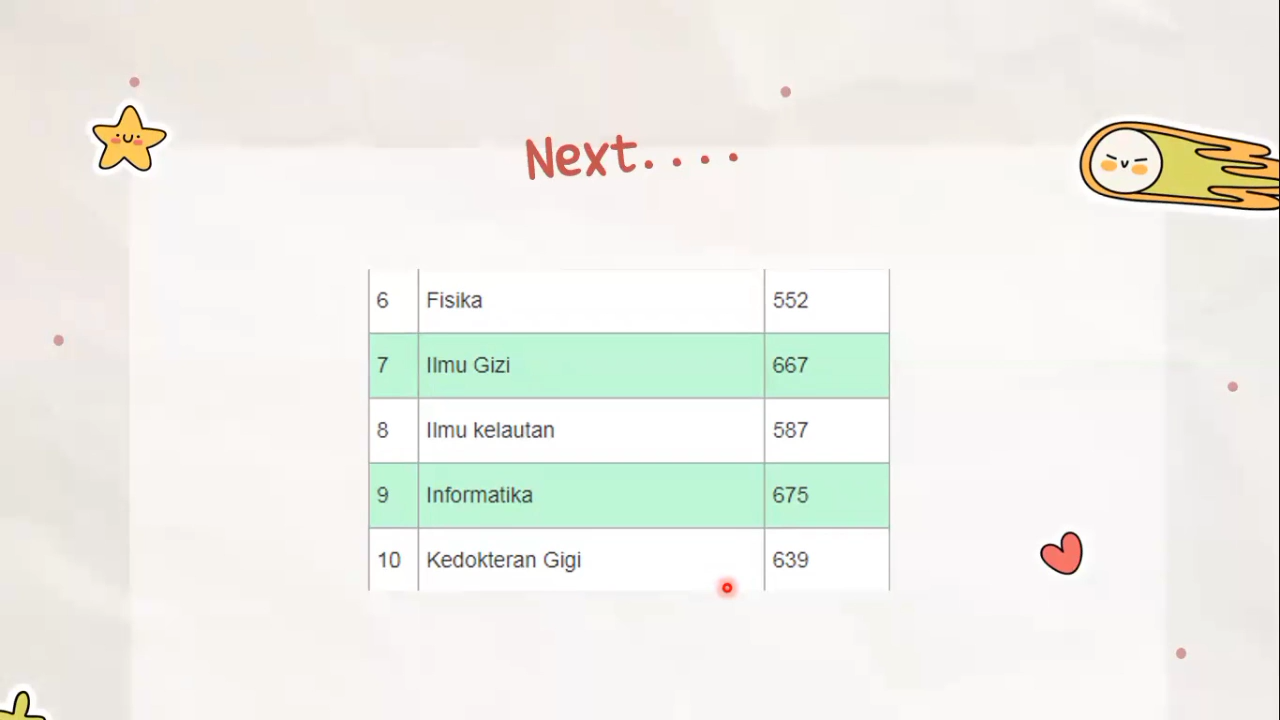 Next....
6 Fisika 552
7 Ilmu Gizi 667
8 Ilmu kelautan 587
9 Informatika 675
10 Kedokteran Gigi 639